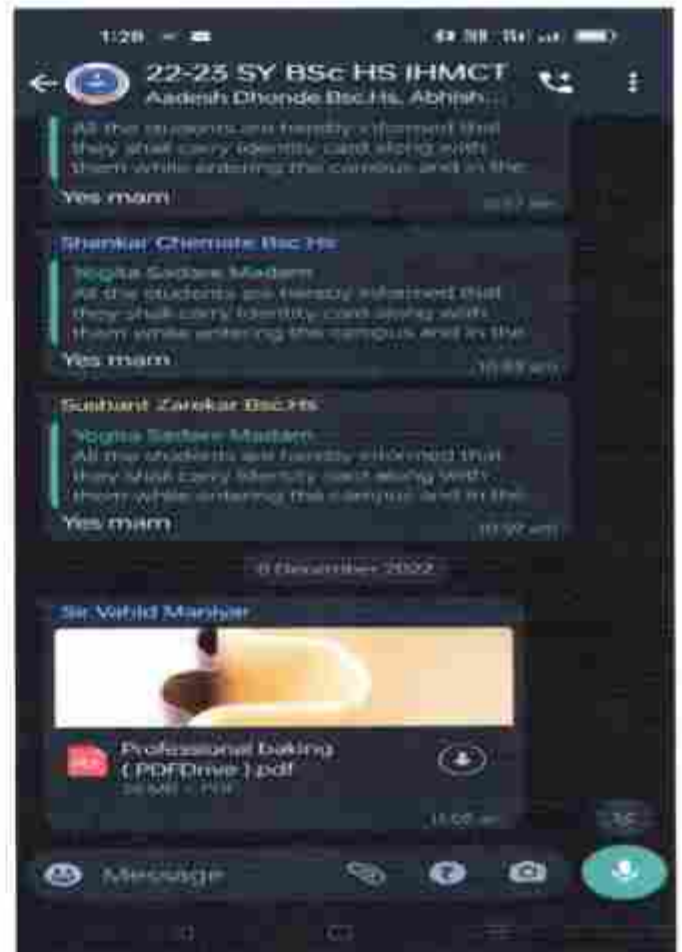 1:28
22-23 SY BSc HS IHMCT
Aadesh Dhonde Bsc.Hs, Abhish...
All the students are hereby informed that
they shall carry identity card along with
them while entering the campus and in the
Yes mam
Shankar Chemate Bsc Hs
Yogita Sadare Madam
All the students are hereby informed that
they shall carry identity card along with
them while entering the campus and in the
Yes mam
Sushant Zarekar Bsc.Hs
Yogita Sadare Madam
All the students are hereby informed that
they shall carry identity card along with
them while entering the campus and in the
Yes mam
December 2022
Sir Vahid Maniyar
Professional baking
( PDFDrive ).pdf
PDF
Message